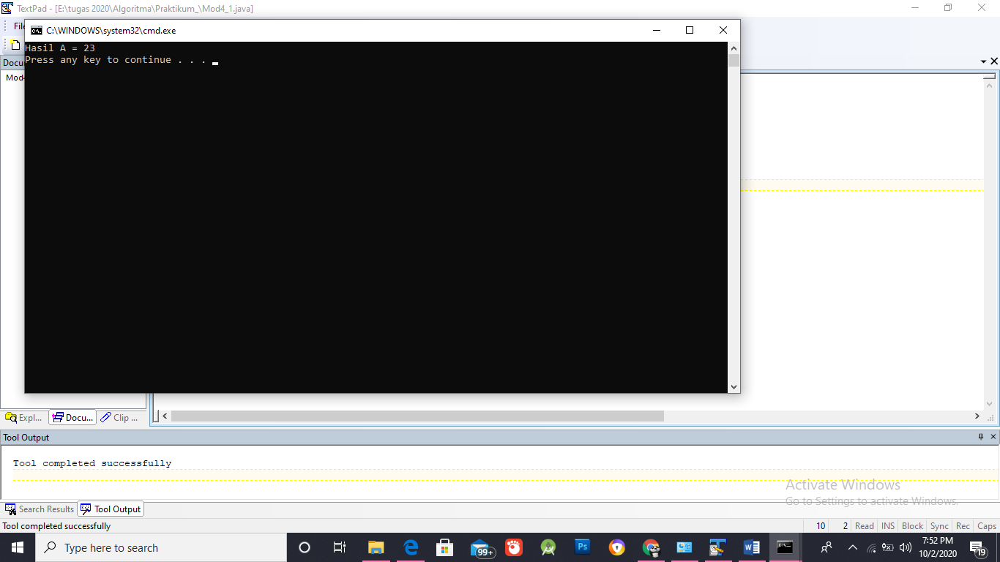 TextPad - [E:\tugas 2020\Algoritma\Praktikum_\Mod4_1.java]
File
C:\WINDOWS\system32\cmd.exe
Hasil A = 23
Press any key to continue . . .
Docu
Mod4
Expl...
Docu...
Clip ...
Tool Output
Tool completed successfully
Activate Windows
Go to Settings to activate Windows.
Search Results
Tool Output
Tool completed successfully
10
2
Read
INS
Block
Sync
Rec
Caps
Type here to search
99+
Ps
7:52 PM
10/2/2020
19